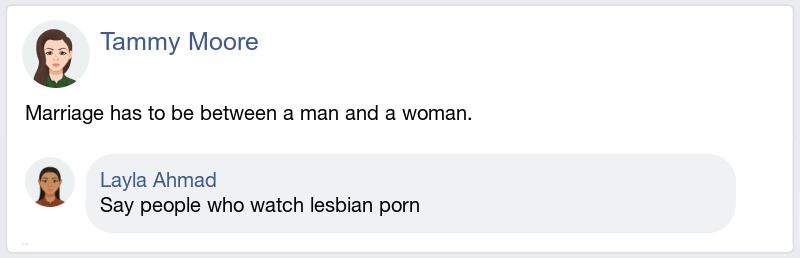 Tammy Moore
Marriage has to be between a man and a woman.
Layla Ahmad
Say people who watch lesbian porn